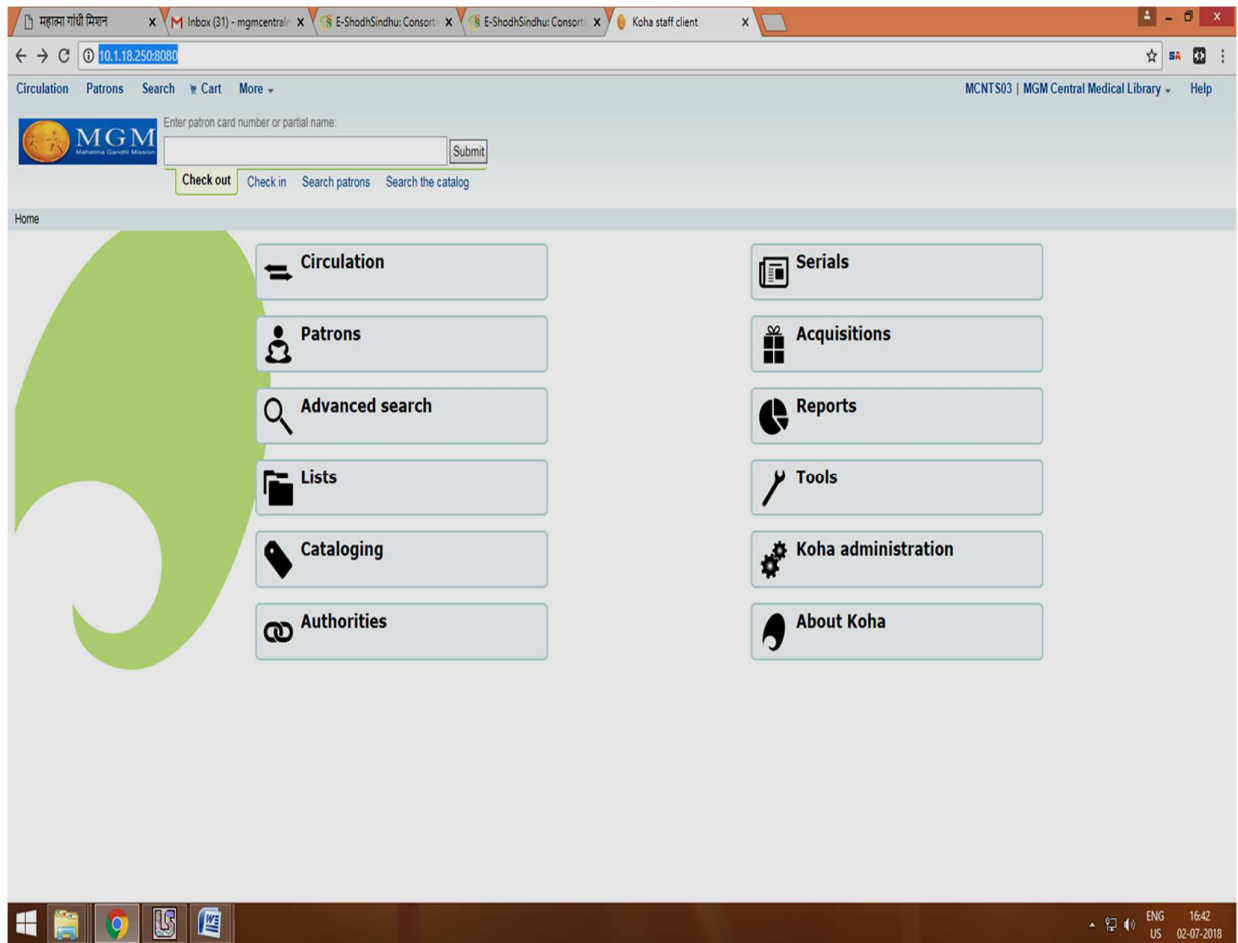 महात्मा गांधी मिशन
Inbox (31) - mgmcentral
E-ShodhSindhu: Consorti
E-ShodhSindhu: Consorti
Koha staff client
10.1.18.250:8080
SA
Circulation Patrons Search Cart More
MCNTS03 | MGM Central Medical Library Help
MGM
Mahatma Gandhi Mission
Enter patron card number or partial name:
Submit
Check out Check in Search patrons Search the catalog
Home
Circulation
Serials
Patrons
Acquisitions
Advanced search
Reports
Lists
Tools
Cataloging
Koha administration
Authorities
About Koha
ENG 16:42
US 02-07-2018